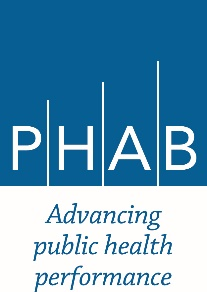 PHAB
Advancing
public health
performance